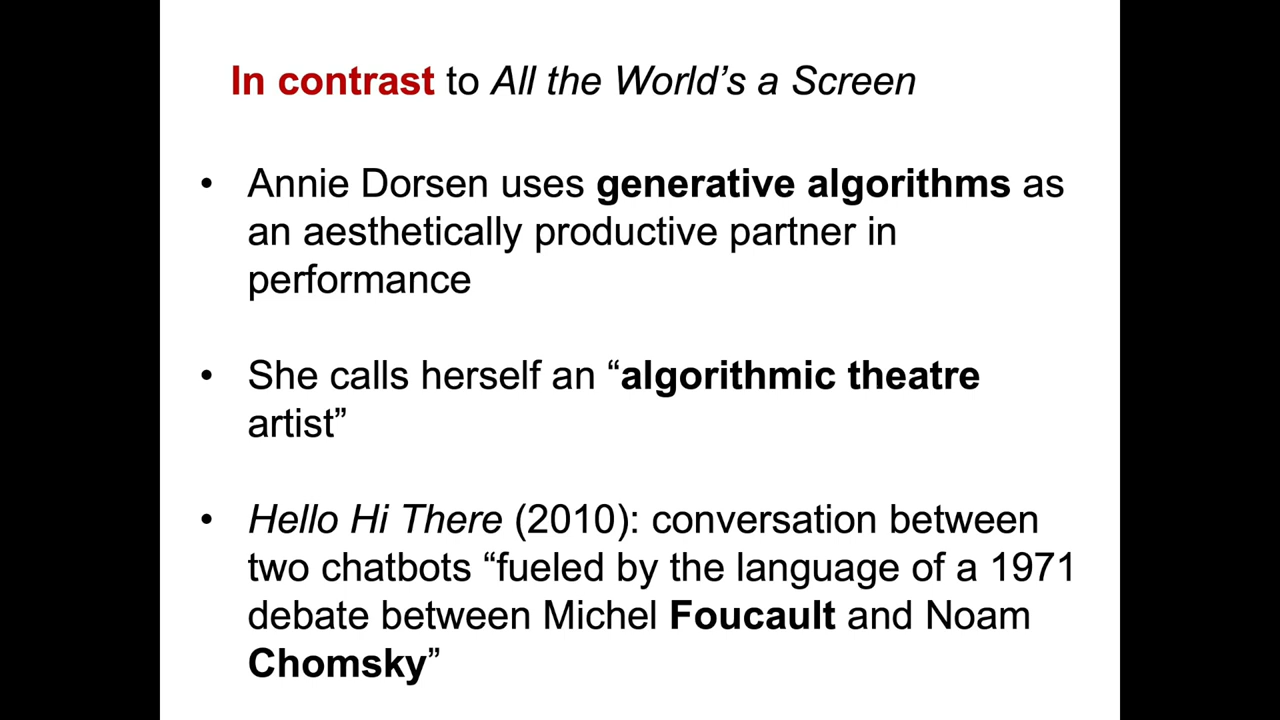 In contrast to All the World’s a Screen
• Annie Dorsen uses generative algorithms as
an aesthetically productive partner in
performance
• She calls herself an “algorithmic theatre
artist”
• Hello Hi There (2010): conversation between
two chatbots “fueled by the language of a 1971
debate between Michel Foucault and Noam
Chomsky”